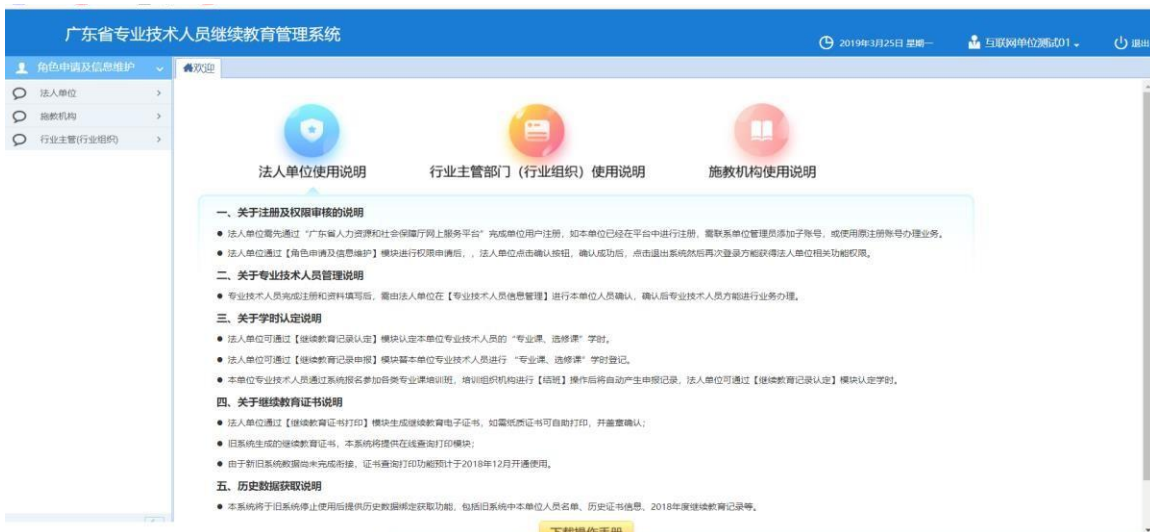 广东省专业技术人员继续教育管理系统
2019年3月25日 星期一
互联网单位测试01
退出
角色申请及信息维护
欢迎
法人单位
施教机构
行业主管(行业组织)
法人单位使用说明
行业主管部门（行业组织）使用说明
施教机构使用说明
一、关于注册及权限审核的说明
● 法人单位需先通过“广东省人力资源和社会保障厅网上服务平台”完成单位用户注册，如本单位已经在平台中进行注册，需联系单位管理员添加子账号，或使用原注册账号办理业务。
● 法人单位通过【角色申请及信息维护】模块进行权限申请后，，法人单位点击确认按钮，确认成功后，点击退出系统然后再次登录方能获得法人单位相关功能权限。
二、关于专业技术人员管理说明
● 专业技术人员完成注册和资料填写后，需由法人单位在【专业技术人员信息管理】进行本单位人员确认，确认后专业技术人员方能进行业务办理。
三、关于学时认定说明
● 法人单位可通过【继续教育记录认定】模块认定本单位专业技术人员的“专业课、选修课”学时。
● 法人单位可通过【继续教育记录申报】模块替本单位专业技术人员进行 “专业课、选修课”学时登记。
● 本单位专业技术人员通过系统报名参加各类专业课培训班，培训组织机构进行【结班】操作后将自动产生申报记录，法人单位可通过【继续教育记录认定】模块认定学时。
四、关于继续教育证书说明
● 法人单位通过【继续教育证书打印】模块生成继续教育电子证书，如需纸质证书可自助打印，并盖章确认；
● 旧系统生成的继续教育证书，本系统将提供在线查询打印模块；
● 由于新旧系统数据尚未完成衔接，证书查询打印功能预计于2018年12月开通使用。
五、历史数据获取说明
● 本系统将于旧系统停止使用后提供历史数据绑定获取功能，包括旧系统中本单位人员名单、历史证书信息、2018年度继续教育记录等。
下载操作手册